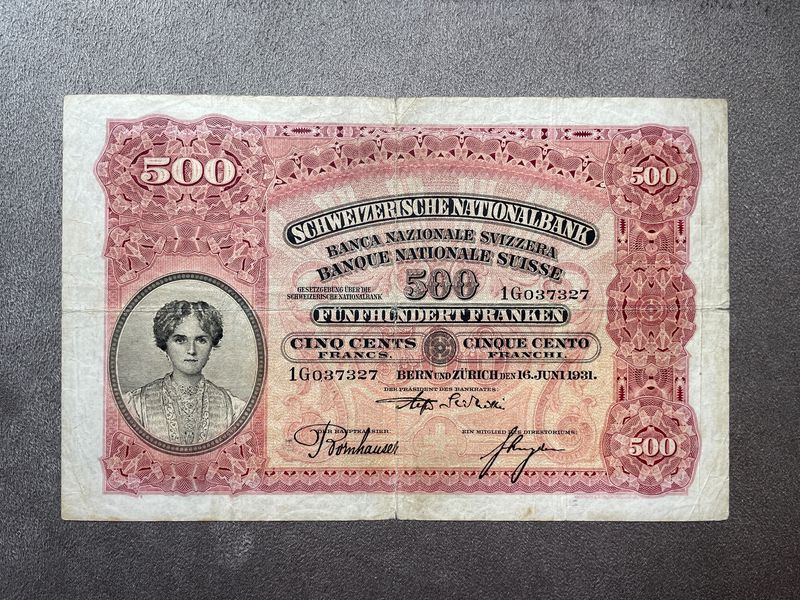 500
500
SCHWEIZERISCHE NATIONALBANK
BANCA NAZIONALE SVIZZERA
BANQUE NATIONALE SUISSE
GESETZGEBUNG ÜBER DIE
SCHWEIZERISCHE NATIONALBANK
500
1G037327
FÜNFHUNDERT FRANKEN
CINQ CENTS
FRANCS.
CINQUE CENTO
FRANCHI.
1G037327
BERN UND ZÜRICH DEN 16. JUNI 1931.
DER PRÄSIDENT DES BANKRATES:
DER HAUPTKASSIER:
EIN MITGLIED DES DIREKTORIUMS:
Bornhauser
500